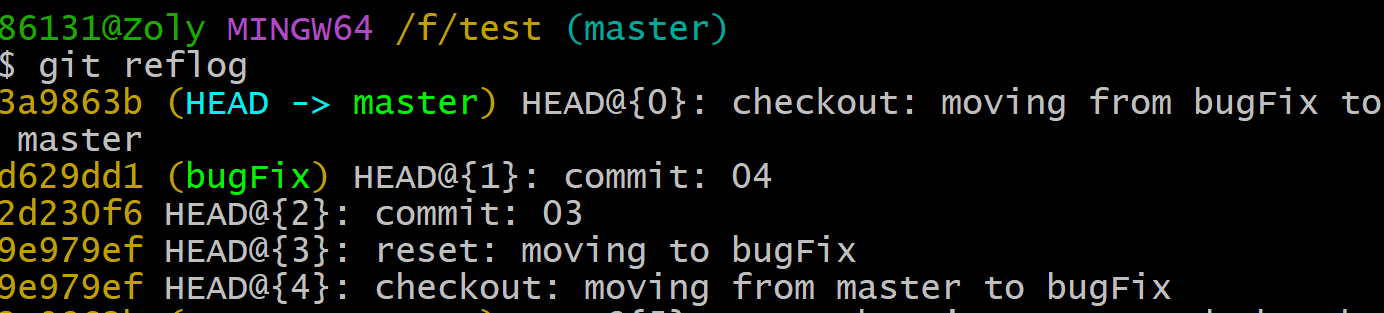 86131@Zoly MINGW64 /f/test (master)
$ git reflog
3a9863b (HEAD -> master) HEAD@{0}: checkout: moving from bugFix to
master
d629dd1 (bugFix) HEAD@{1}: commit: 04
2d230f6 HEAD@{2}: commit: 03
9e979ef HEAD@{3}: reset: moving to bugFix
9e979ef HEAD@{4}: checkout: moving from master to bugFix